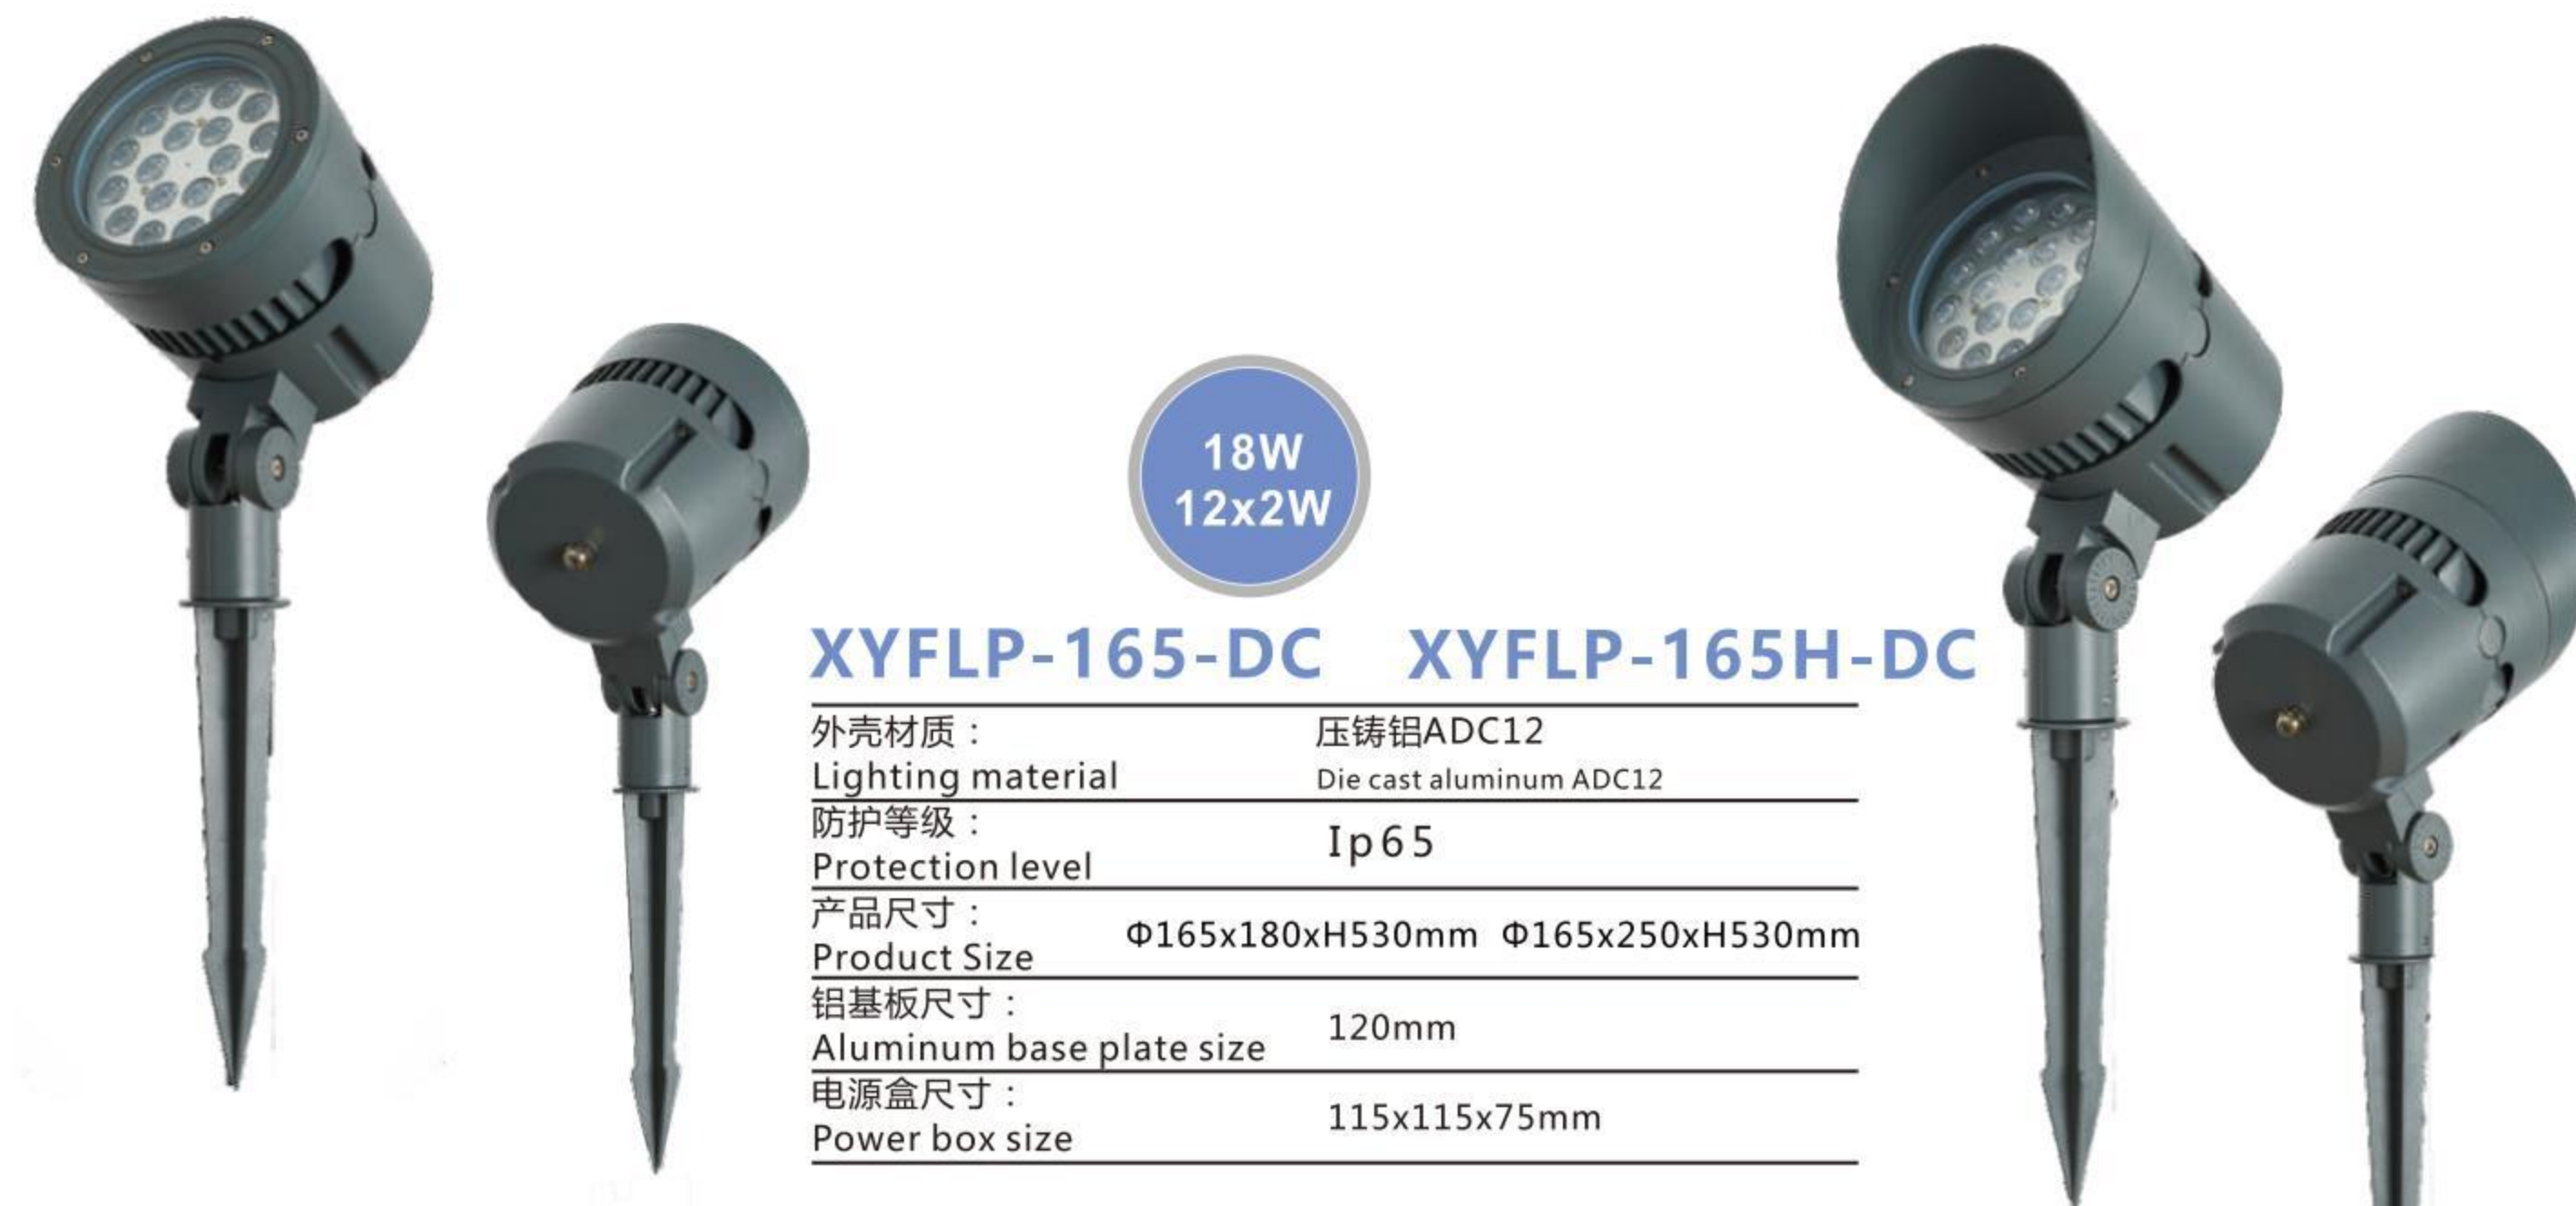 18W
12x2W
XYFLP-165-DC XYFLP-165H-DC
外壳材质： 压铸铝ADC12
Lighting material Die cast aluminum ADC12
防护等级：
Protection level Ip65
产品尺寸：
Product Size Φ165x180xH530mm Φ165x250xH530mm
铝基板尺寸：
Aluminum base plate size 120mm
电源盒尺寸：
Power box size 115x115x75mm